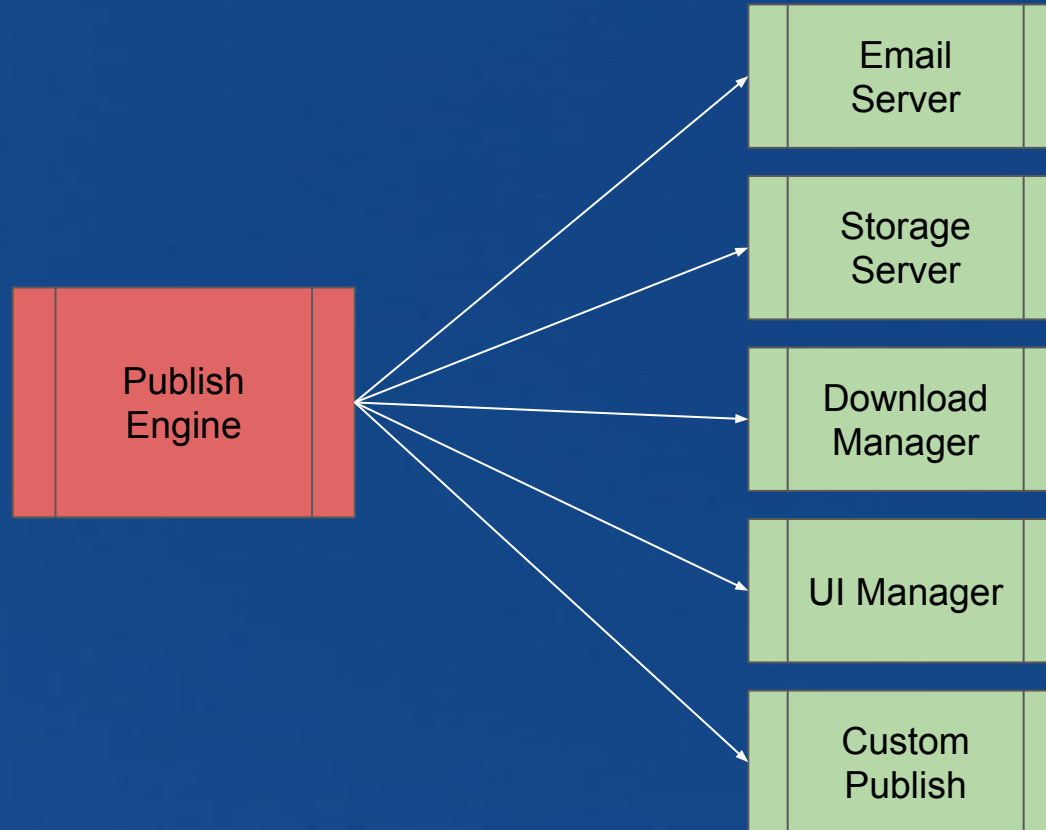 Email
Server
Storage
Server
Publish
Engine
Download
Manager
UI Manager
Custom
Publish